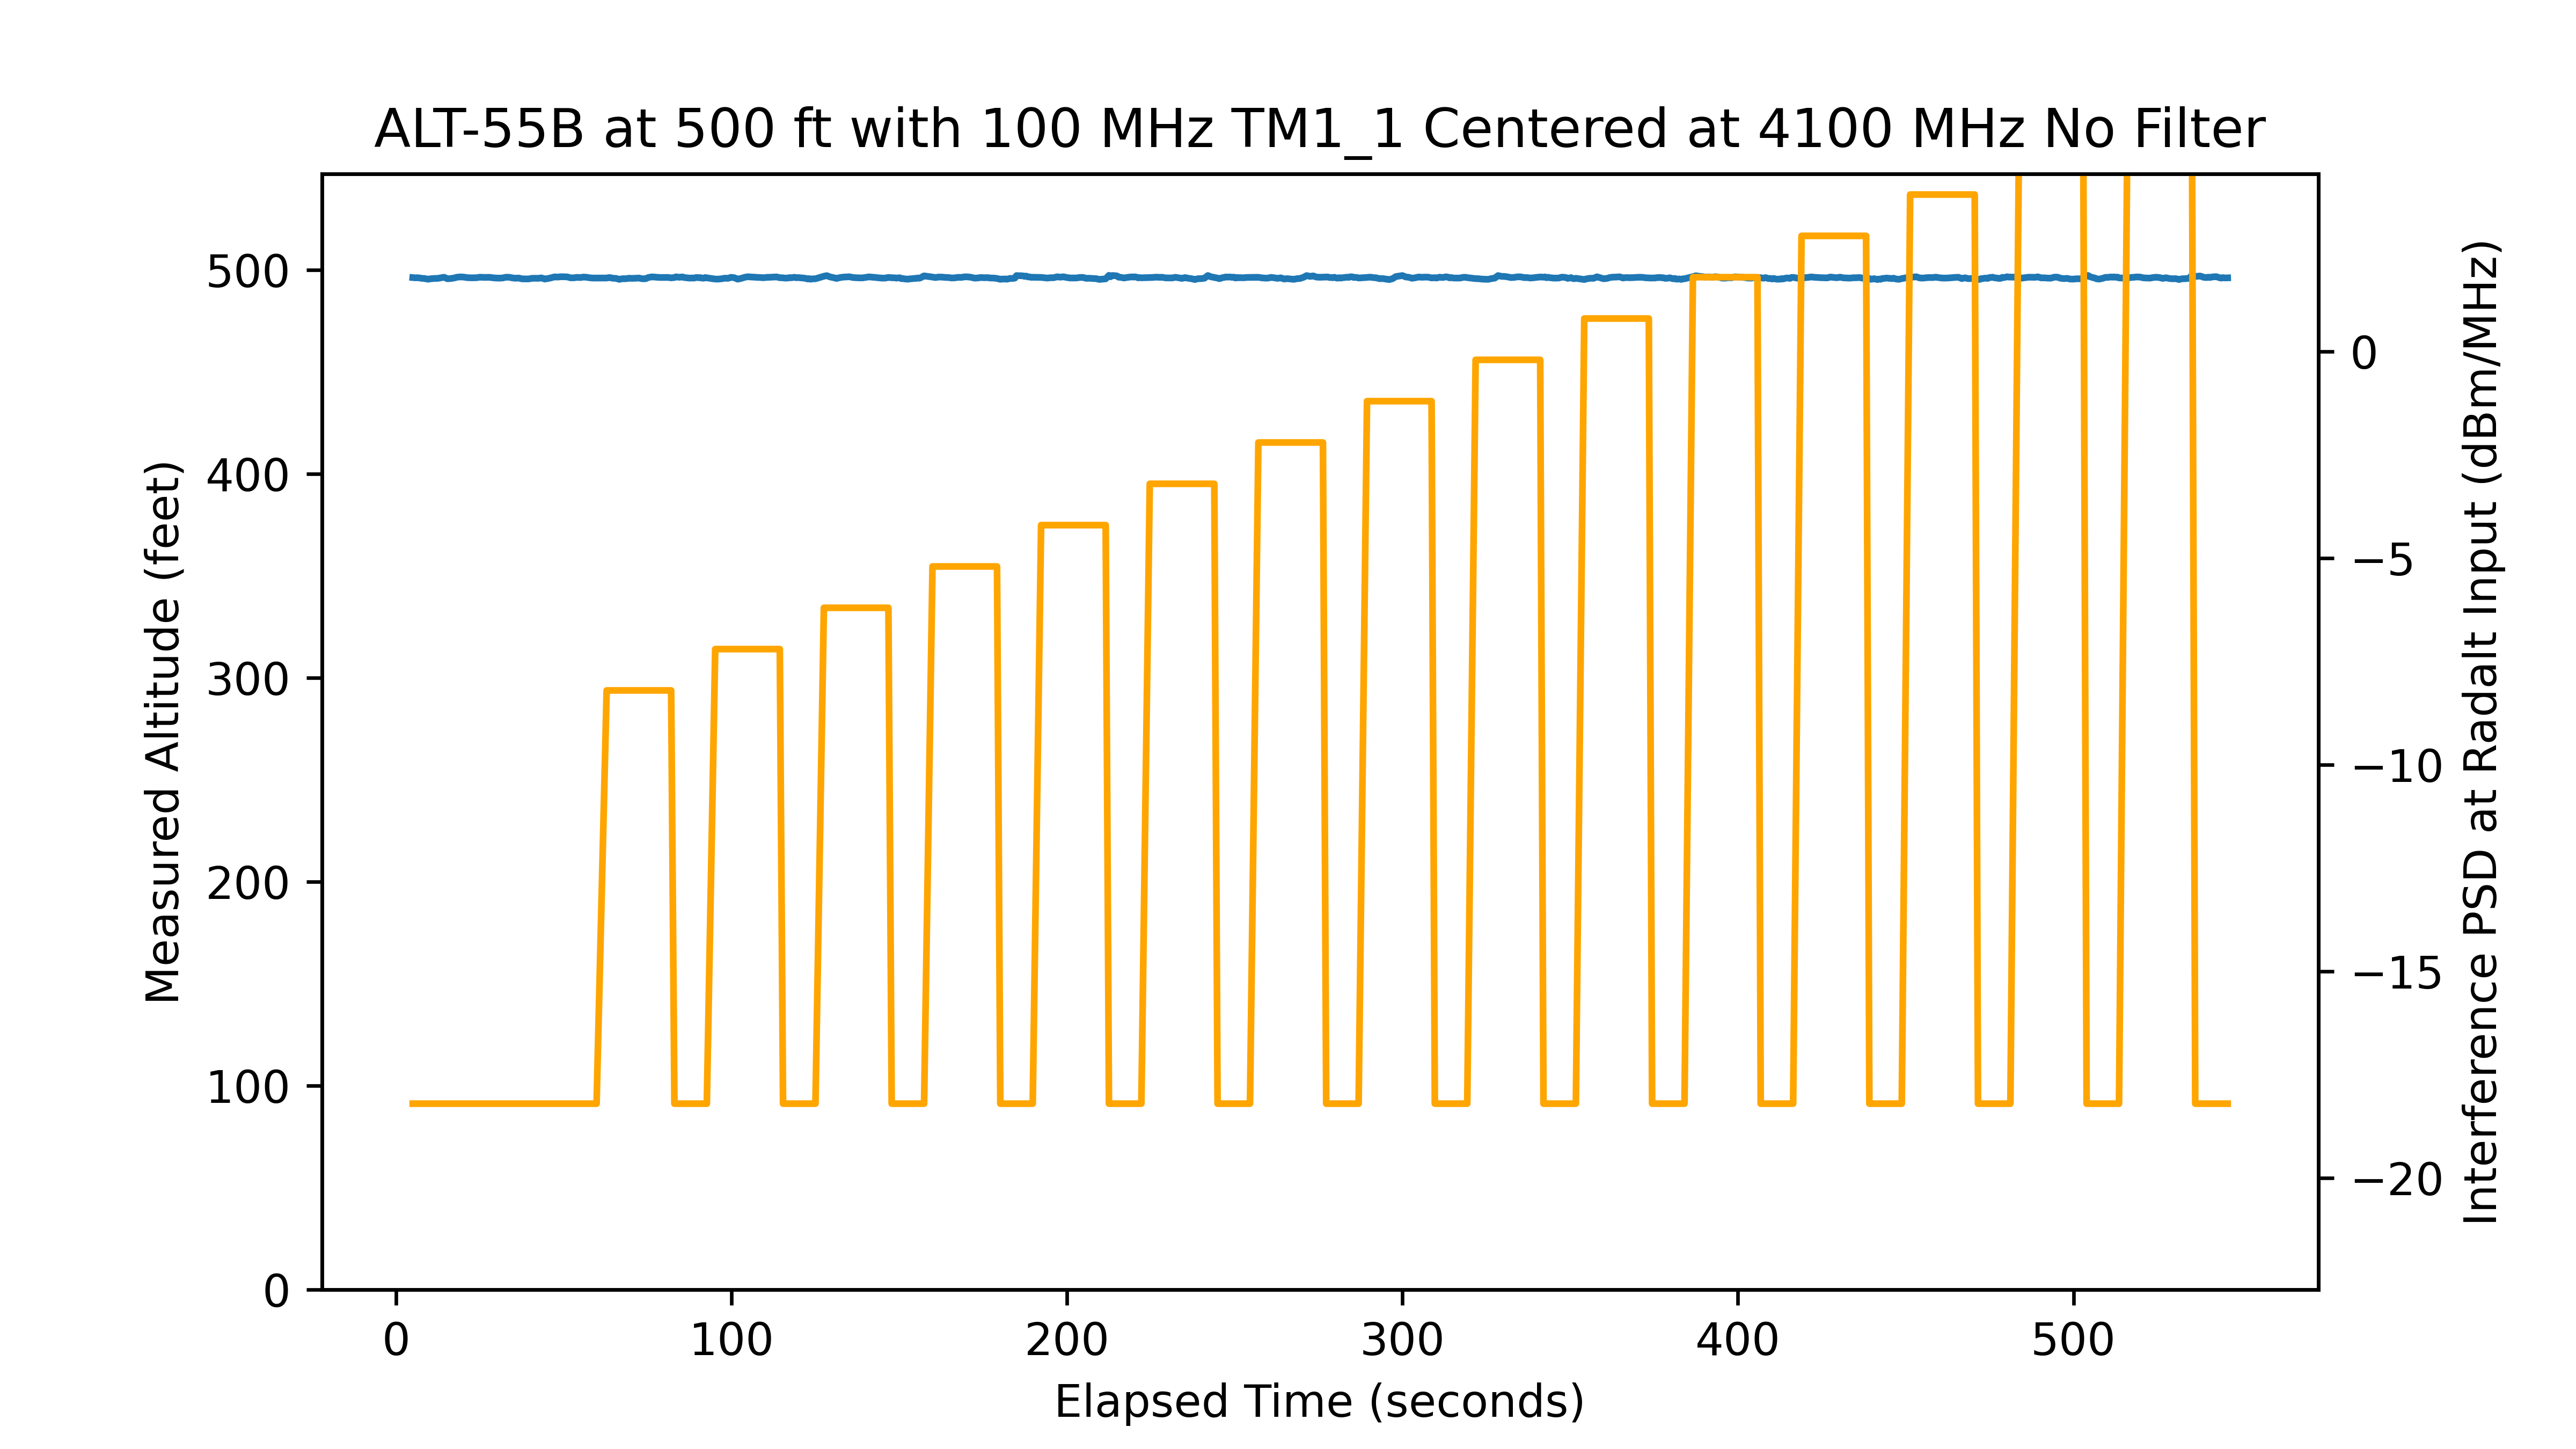 ALT-55B at 500 ft with 100 MHz TM1_1 Centered at 4100 MHz No Filter
Measured Altitude (feet)
500
400
300
200
100
0
0
−5
−10
−15
−20
Interference PSD at Radalt Input (dBm/MHz)
0 100 200 300 400 500
Elapsed Time (seconds)